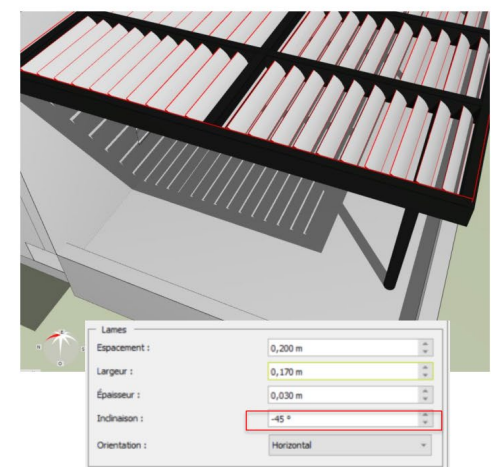 Lames
Espacement : 0,200 m
Largeur : 0,170 m
Épaisseur : 0,030 m
Inclinaison : -45 °
Orientation : Horizontal